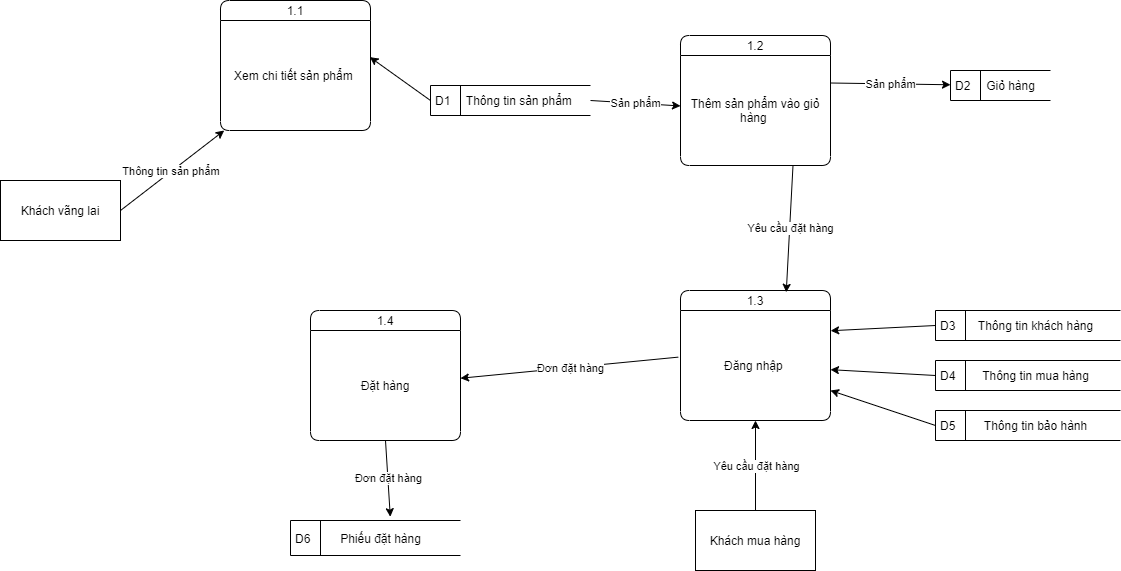 1.1
Xem chi tiết sản phẩm
1.2
Thêm sản phẩm vào giỏ
hàng
D1 Thông tin sản phẩm
Sản phẩm
Sản phẩm
D2 Giỏ hàng
Thông tin sản phẩm
Khách vãng lai
Yêu cầu đặt hàng
1.3
Đăng nhập
1.4
Đặt hàng
Đơn đặt hàng
D3 Thông tin khách hàng
D4 Thông tin mua hàng
D5 Thông tin bảo hành
Yêu cầu đặt hàng
Đơn đặt hàng
D6 Phiếu đặt hàng
Khách mua hàng